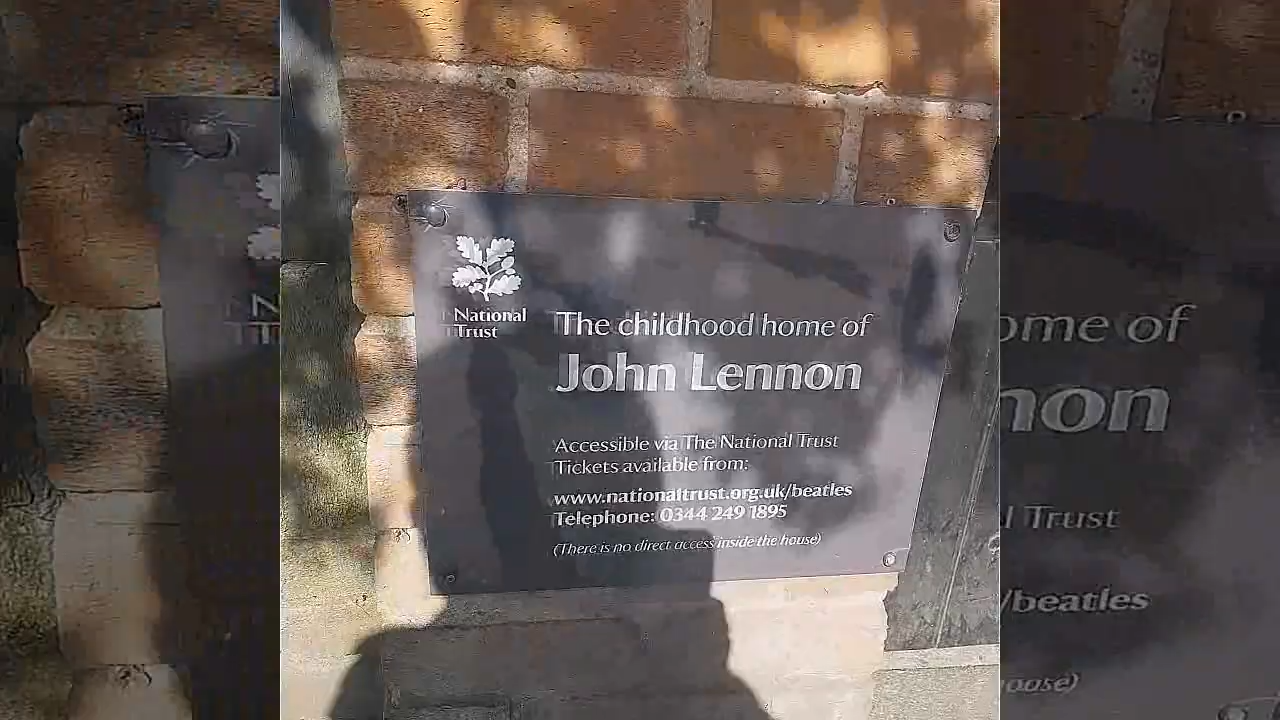 National
Trust
The childhood home of
John Lennon
Accessible via The National Trust
Tickets available from:
www.nationaltrust.org.uk/beatles
Telephone: 0344 249 1895
(There is no direct access inside the house)